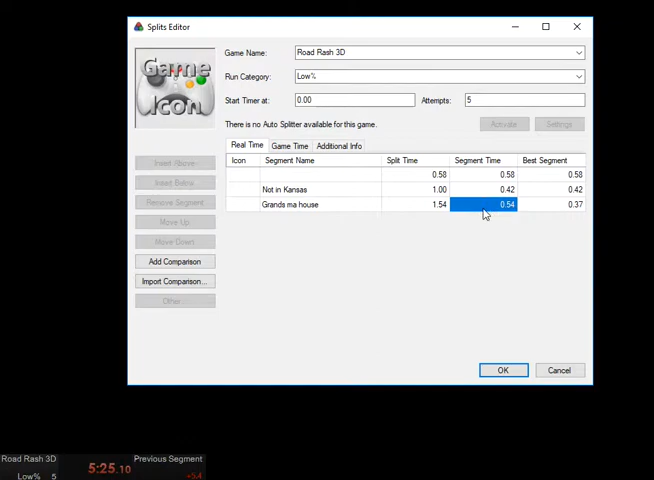 Splits Editor
Game Icon
Game Name: Road Rash 3D
Run Category: Low%
Start Timer at: 0.00 Attempts: 5
There is no Auto Splitter available for this game. Activate Settings
Real Time Game Time Additional Info
Icon Segment Name Split Time Segment Time Best Segment
0.58 0.58 0.58
Not in Kansas 1.00 0.42 0.42
Grands ma house 1.54 0.54 0.37
Insert Above
Insert Below
Remove Segment
Move Up
Move Down
Add Comparison
Import Comparison...
Other...
OK Cancel
Road Rash 3D 5:25.10 Previous Segment
Low% 5 +5.4